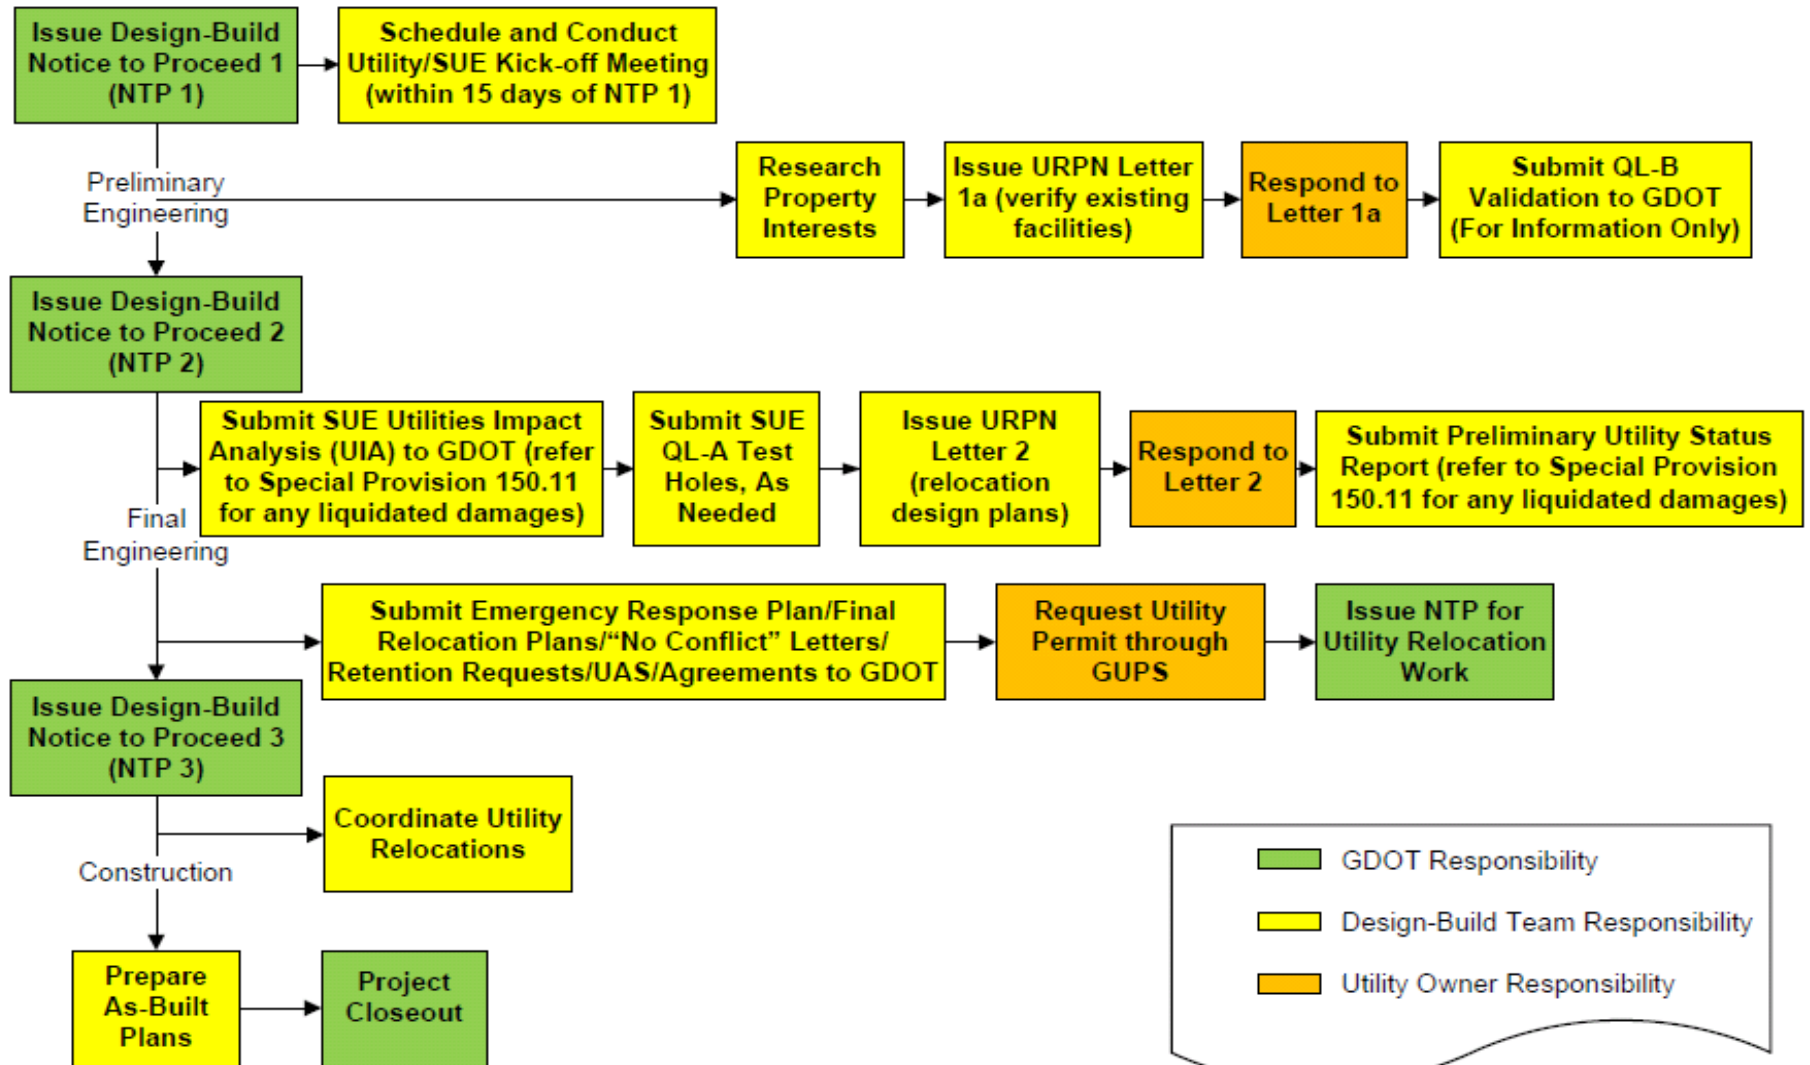 Issue Design-Build
Notice to Proceed 1
(NTP 1)
Schedule and Conduct
Utility/SUE Kick-off Meeting
(within 15 days of NTP 1)
Preliminary
Engineering
Research
Property
Interests
Issue URPN Letter
1a (verify existing
facilities)
Respond to
Letter 1a
Submit QL-B
Validation to GDOT
(For Information Only)
Issue Design-Build
Notice to Proceed 2
(NTP 2)
Submit SUE Utilities Impact
Analysis (UIA) to GDOT (refer
to Special Provision 150.11
for any liquidated damages)
Submit SUE
QL-A Test
Holes, As
Needed
Issue URPN
Letter 2
(relocation
design plans)
Respond to
Letter 2
Submit Preliminary Utility Status
Report (refer to Special Provision
150.11 for any liquidated damages)
Final
Engineering
Submit Emergency Response Plan/Final
Relocation Plans/“No Conflict” Letters/
Retention Requests/UAS/Agreements to GDOT
Request Utility
Permit through
GUPS
Issue NTP for
Utility Relocation
Work
Issue Design-Build
Notice to Proceed 3
(NTP 3)
Coordinate Utility
Relocations
Construction
Prepare
As-Built
Plans
Project
Closeout
GDOT Responsibility
Design-Build Team Responsibility
Utility Owner Responsibility